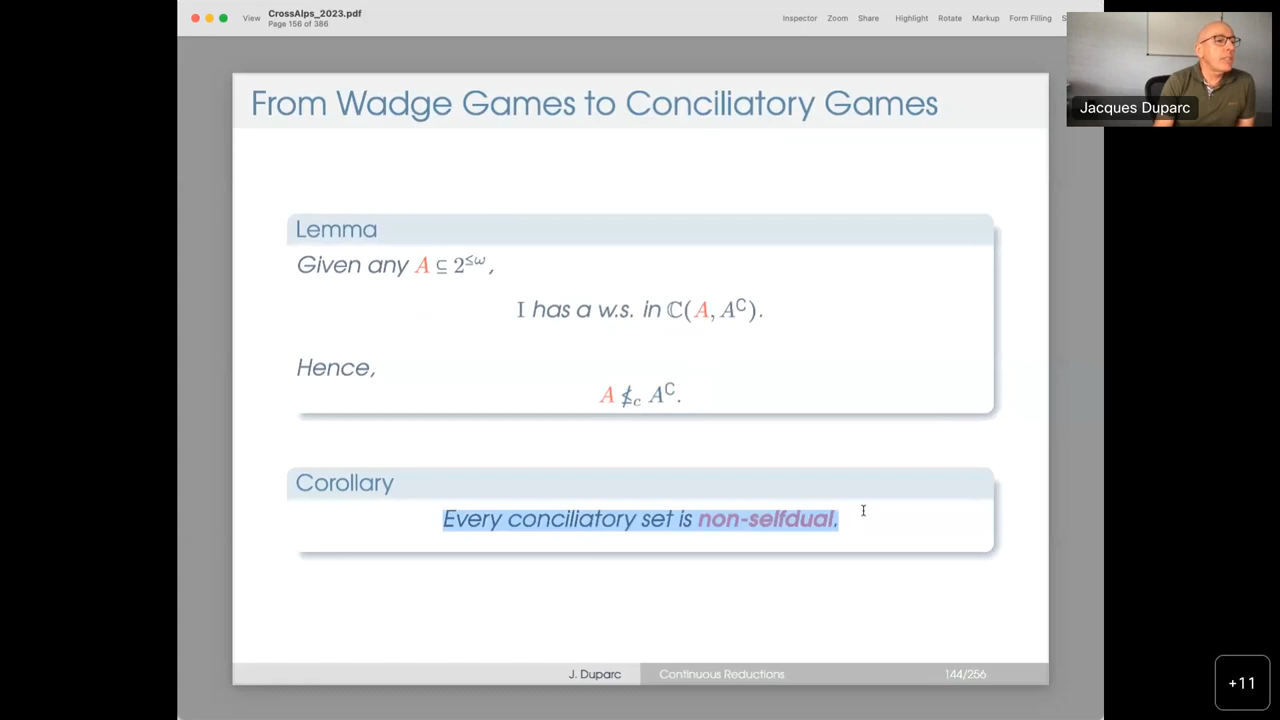 View
CrossAlps_2023.pdf
Page 156 of 386
Inspector Zoom Share Highlight Rotate Markup Form Filling S
Jacques Duparc
From Wadge Games to Conciliatory Games
Lemma
Given any A ⊆ 2^{≤ω},
I has a w.s. in ℂ(A, A^∁).
Hence,
A ≰_c A^∁.
Corollary
Every conciliatory set is non-selfdual.
J. Duparc Continuous Reductions 144/256
+11